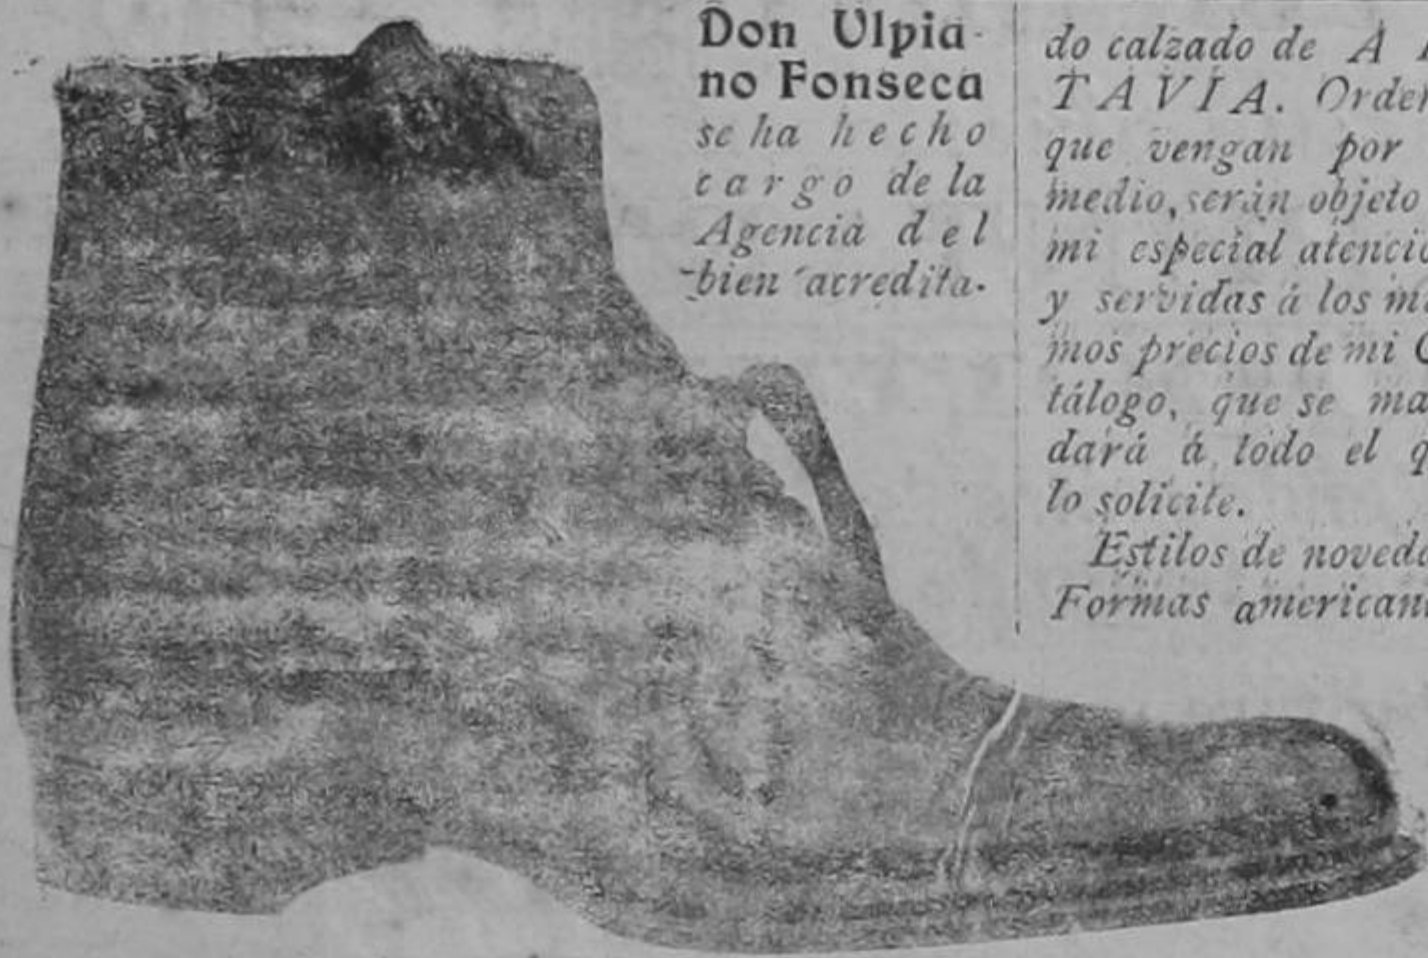 Don Ulpia-
no Fonseca
se ha hecho
cargo de la
Agencia del
bien acredita-
do calzado de A
TAVIA. Orde
que vengan por
medio, serán objeto
mi especial atenció
y servidas á los m
mos precios de mi
tálogo, que se ma
dará á todo el q
lo solicite.
Estilos de noveda
Formas american